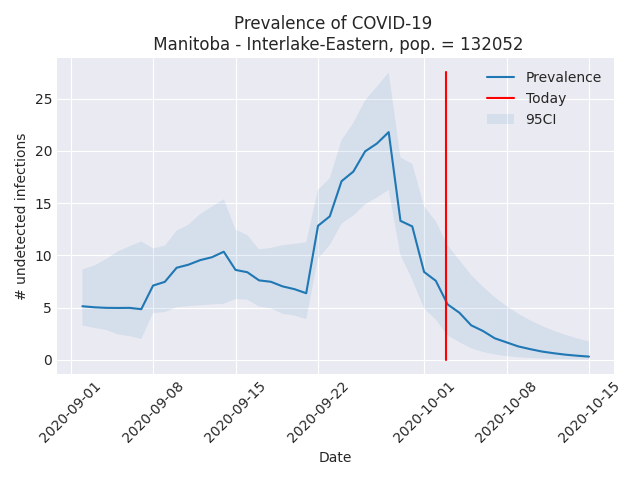 Prevalence of COVID-19
Manitoba - Interlake-Eastern, pop. = 132052
Prevalence
Today
95CI
# undetected infections
25
20
15
10
5
0
2020-09-01
2020-09-08
2020-09-15
2020-09-22
2020-10-01
2020-10-08
2020-10-15
Date